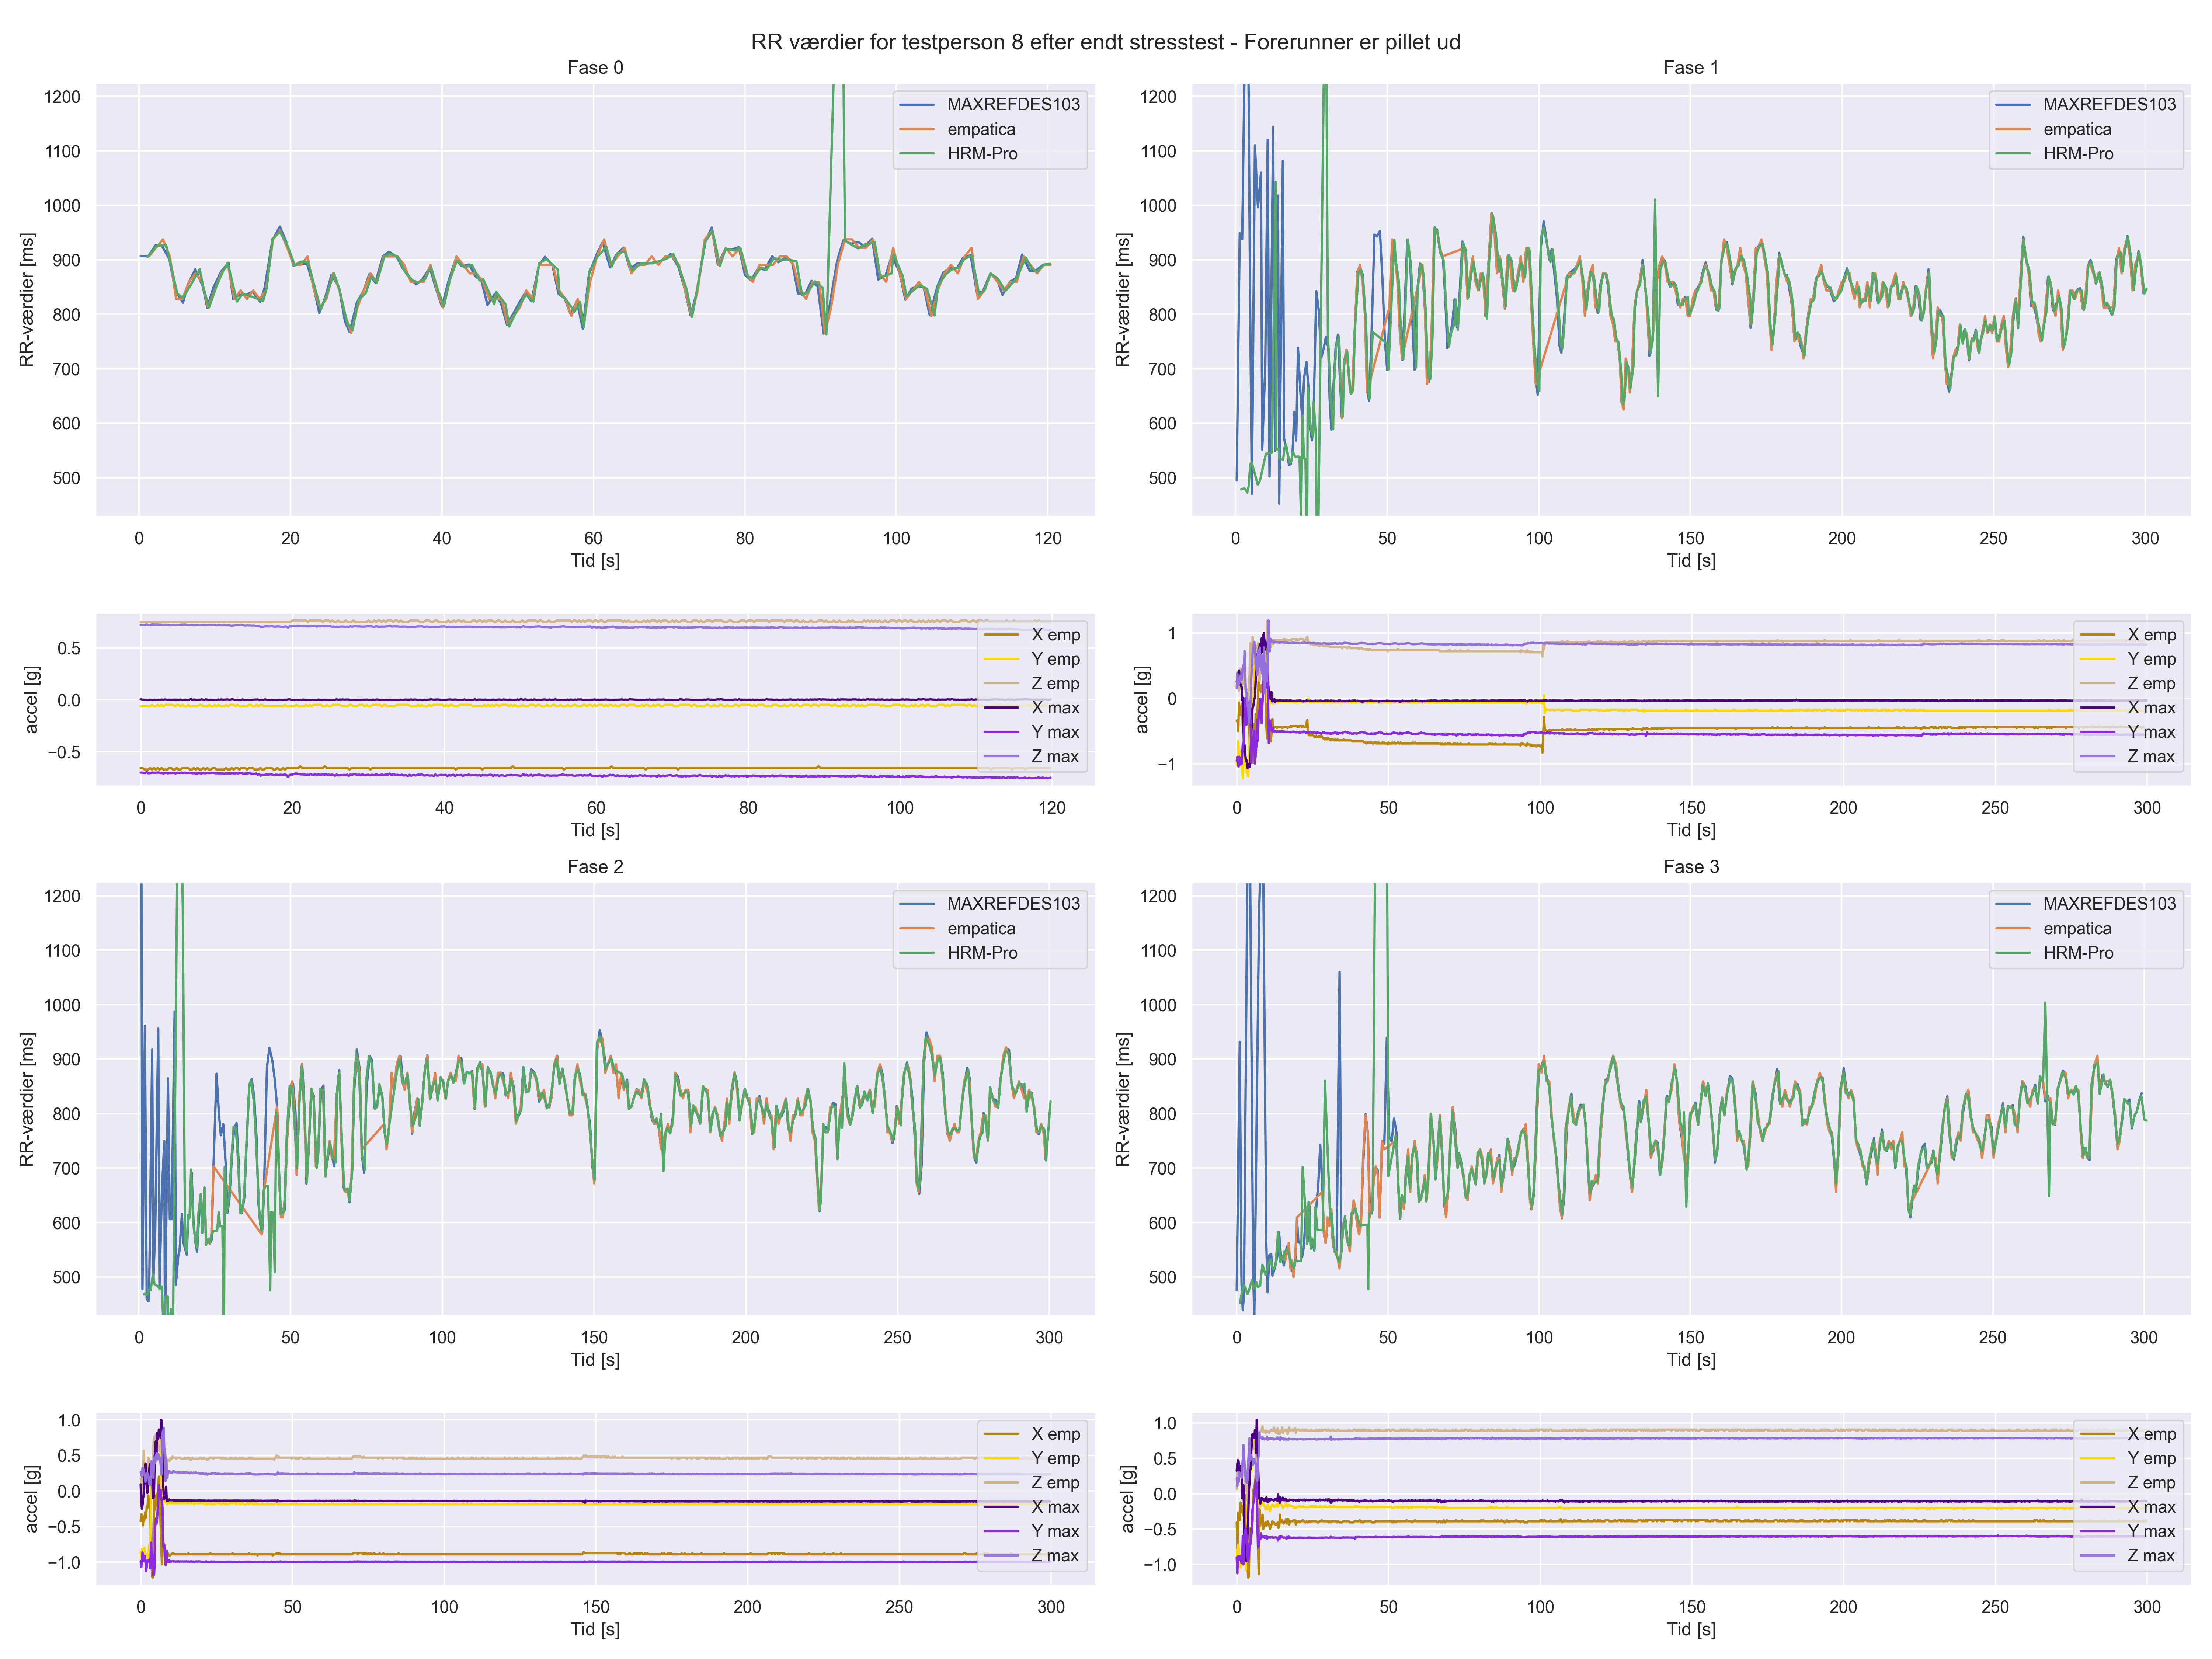 RR værdier for testperson 8 efter endt stresstest - Forerunner er pillet ud
Fase 0
RR-værdier [ms]
1200
1100
1000
900
800
700
600
500
MAXREFDES103
empatica
HRM-Pro
0 20 40 60 80 100 120
Tid [s]
Fase 1
RR-værdier [ms]
1200
1100
1000
900
800
700
600
500
MAXREFDES103
empatica
HRM-Pro
0 50 100 150 200 250 300
Tid [s]
accel [g]
0.5
0.0
−0.5
X emp
Y emp
Z emp
X max
Y max
Z max
0 20 40 60 80 100 120
Tid [s]
accel [g]
1
0
−1
X emp
Y emp
Z emp
X max
Y max
Z max
0 50 100 150 200 250 300
Tid [s]
Fase 2
RR-værdier [ms]
1200
1100
1000
900
800
700
600
500
MAXREFDES103
empatica
HRM-Pro
0 50 100 150 200 250 300
Tid [s]
Fase 3
RR-værdier [ms]
1200
1100
1000
900
800
700
600
500
MAXREFDES103
empatica
HRM-Pro
0 50 100 150 200 250 300
Tid [s]
accel [g]
1.0
0.5
0.0
−0.5
−1.0
X emp
Y emp
Z emp
X max
Y max
Z max
0 50 100 150 200 250 300
Tid [s]
accel [g]
1.0
0.5
0.0
−0.5
−1.0
X emp
Y emp
Z emp
X max
Y max
Z max
0 50 100 150 200 250 300
Tid [s]